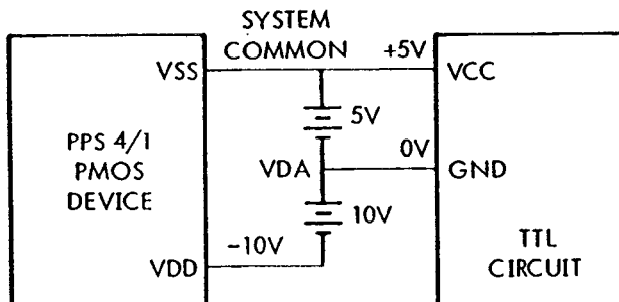 SYSTEM
COMMON
+5V
VSS
VCC
5V
PPS 4/1
PMOS
DEVICE
VDA
0V
GND
10V
-10V
VDD
TTL
CIRCUIT